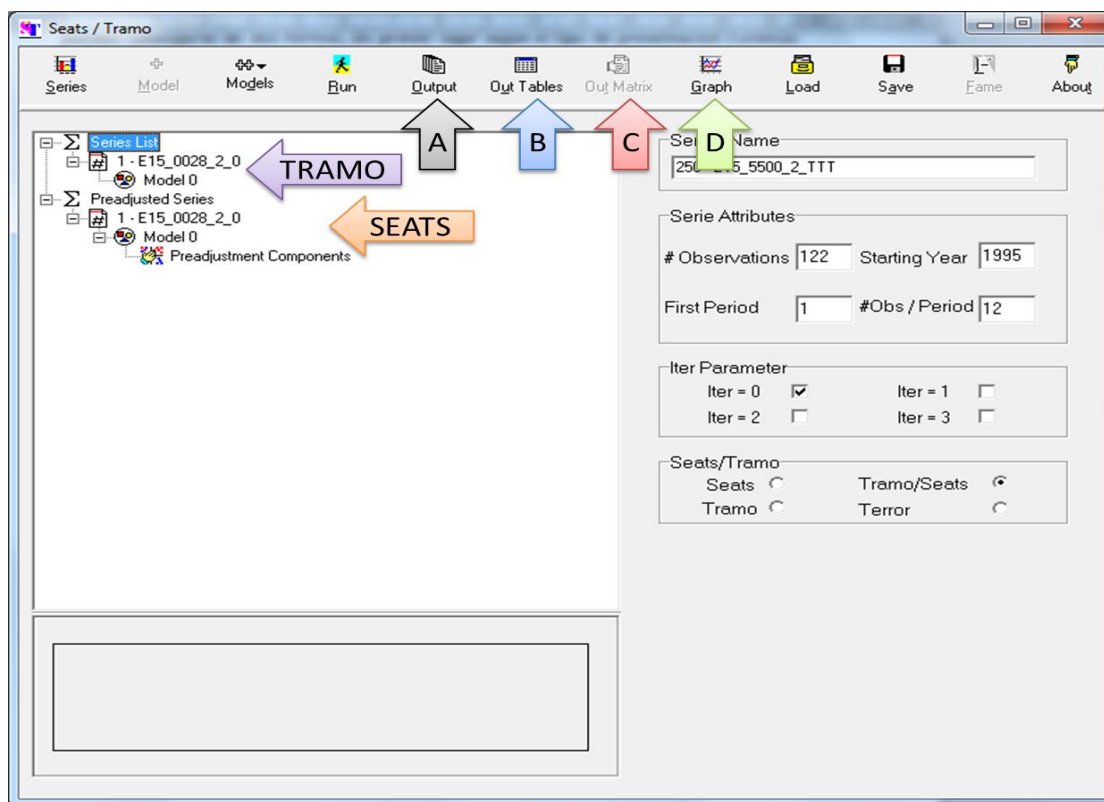 Seats / Tramo
Series Model Models Run Output Out Tables Out Matrix Graph Load Save Fame About
A B C D
Series List
1 - E15_0028_2_0
Model 0
TRAMO
Preadjusted Series
1 - E15_0028_2_0
Model 0
SEATS
Preadjustment Components
Name
5500_2_TTT
Serie Attributes
# Observations 122 Starting Year 1995
First Period 1 #Obs / Period 12
Iter Parameter
Iter = 0 Iter = 1
Iter = 2 Iter = 3
Seats/Tramo
Seats Tramo/Seats
Tramo Terror